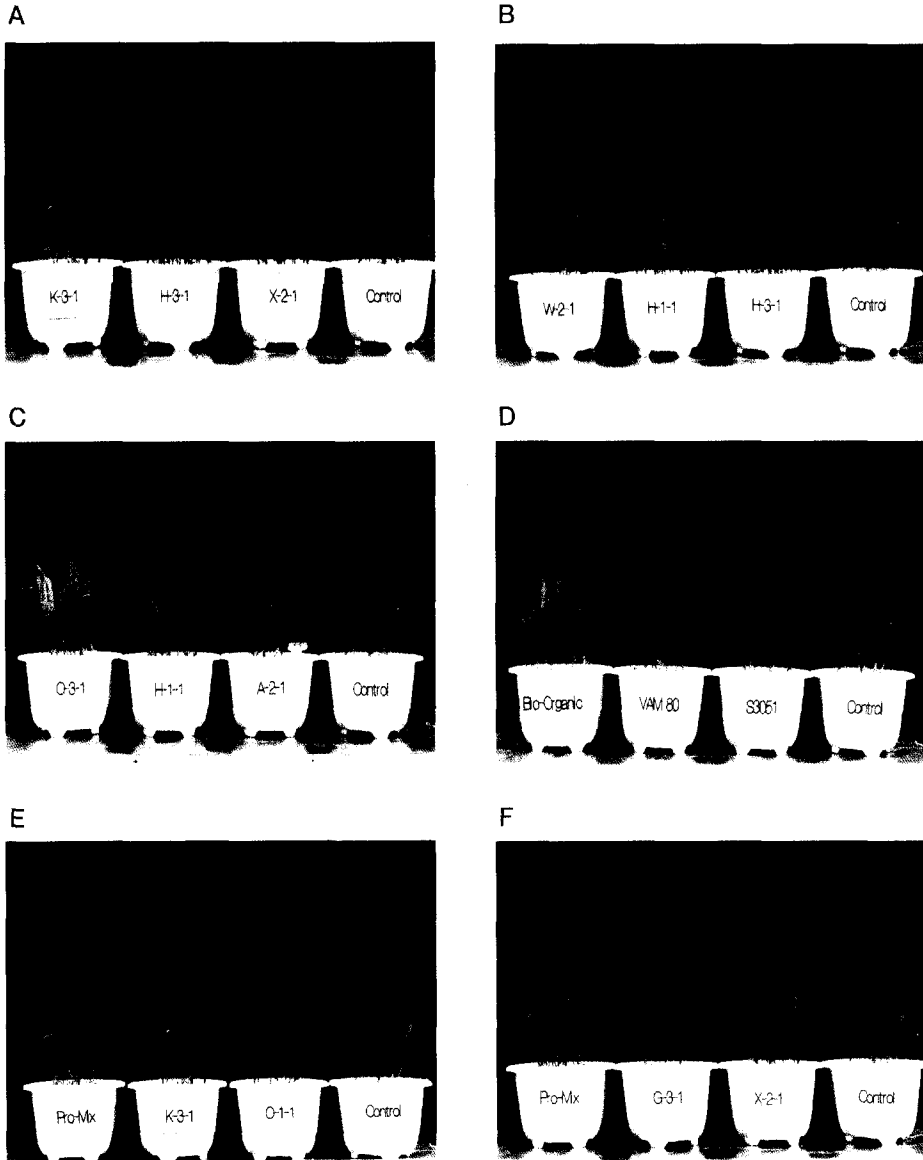 A
K-3-1 H-3-1 X-2-1 Control
B
W-2-1 H-1-1 H-3-1 Control
C
O-3-1 H-1-1 A-2-1 Control
D
Bio-Organic VAM 80 S3051 Control
E
Pro-Mix K-3-1 O-1-1 Control
F
Pro-Mix G-3-1 X-2-1 Control